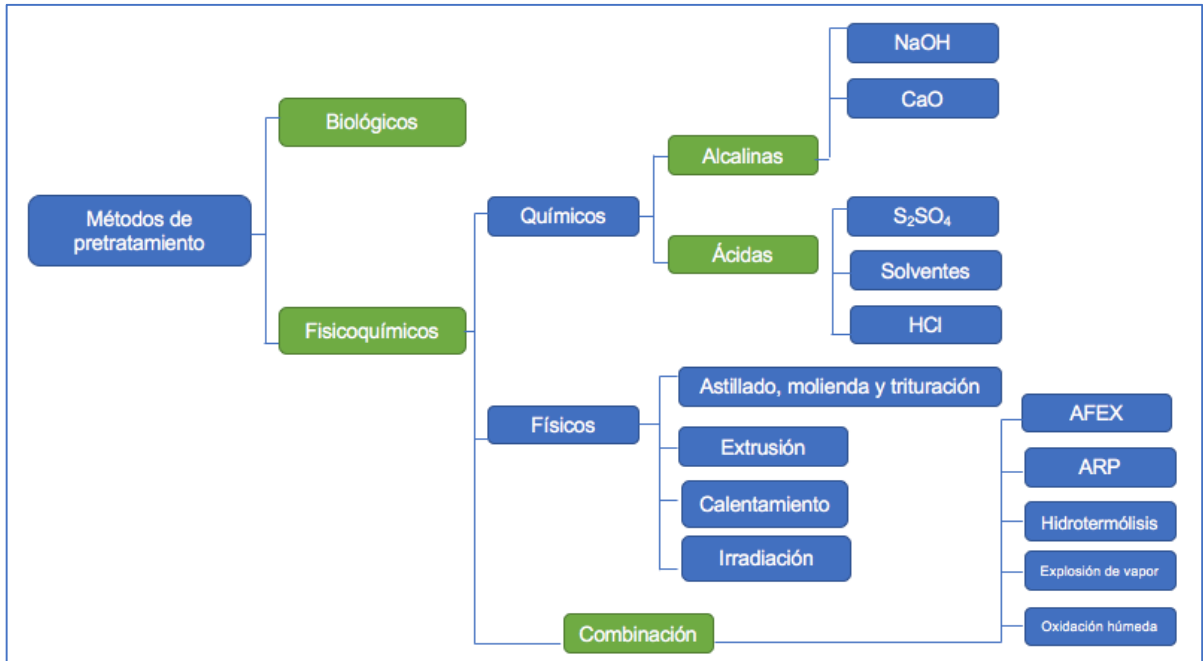 Métodos de
pretratamiento
Biológicos
Fisicoquímicos
Químicos
Alcalinas
NaOH
CaO
Ácidas
S₂SO₄
Solventes
HCl
Físicos
Astillado, molienda y trituración
Extrusión
Calentamiento
Irradiación
Combinación
AFEX
ARP
Hidrotermólisis
Explosión de vapor
Oxidación húmeda